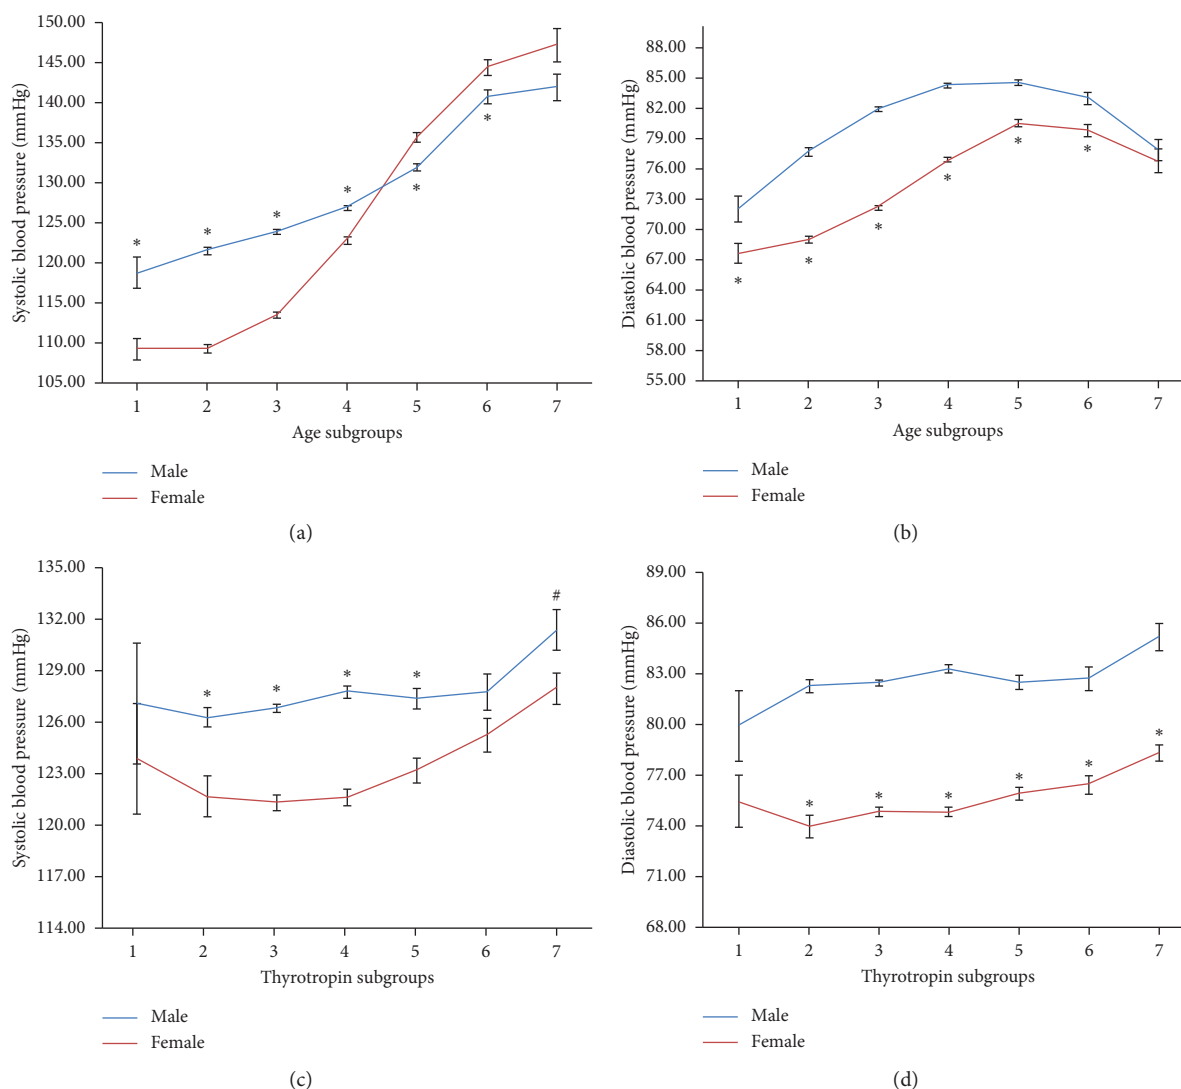 150.00
145.00
140.00
135.00
130.00
125.00
120.00
115.00
110.00
105.00
Systolic blood pressure (mmHg)
* * * * * *
1 2 3 4 5 6 7
Age subgroups
Male
Female
(a)
88.00
85.00
82.00
79.00
76.00
73.00
70.00
67.00
64.00
61.00
58.00
55.00
Diastolic blood pressure (mmHg)
* * * * * *
1 2 3 4 5 6 7
Age subgroups
Male
Female
(b)
135.00
132.00
129.00
126.00
123.00
120.00
117.00
114.00
Systolic blood pressure (mmHg)
* * * * #
1 2 3 4 5 6 7
Thyrotropin subgroups
Male
Female
(c)
89.00
86.00
83.00
80.00
77.00
74.00
71.00
68.00
Diastolic blood pressure (mmHg)
* * * * * *
1 2 3 4 5 6 7
Thyrotropin subgroups
Male
Female
(d)